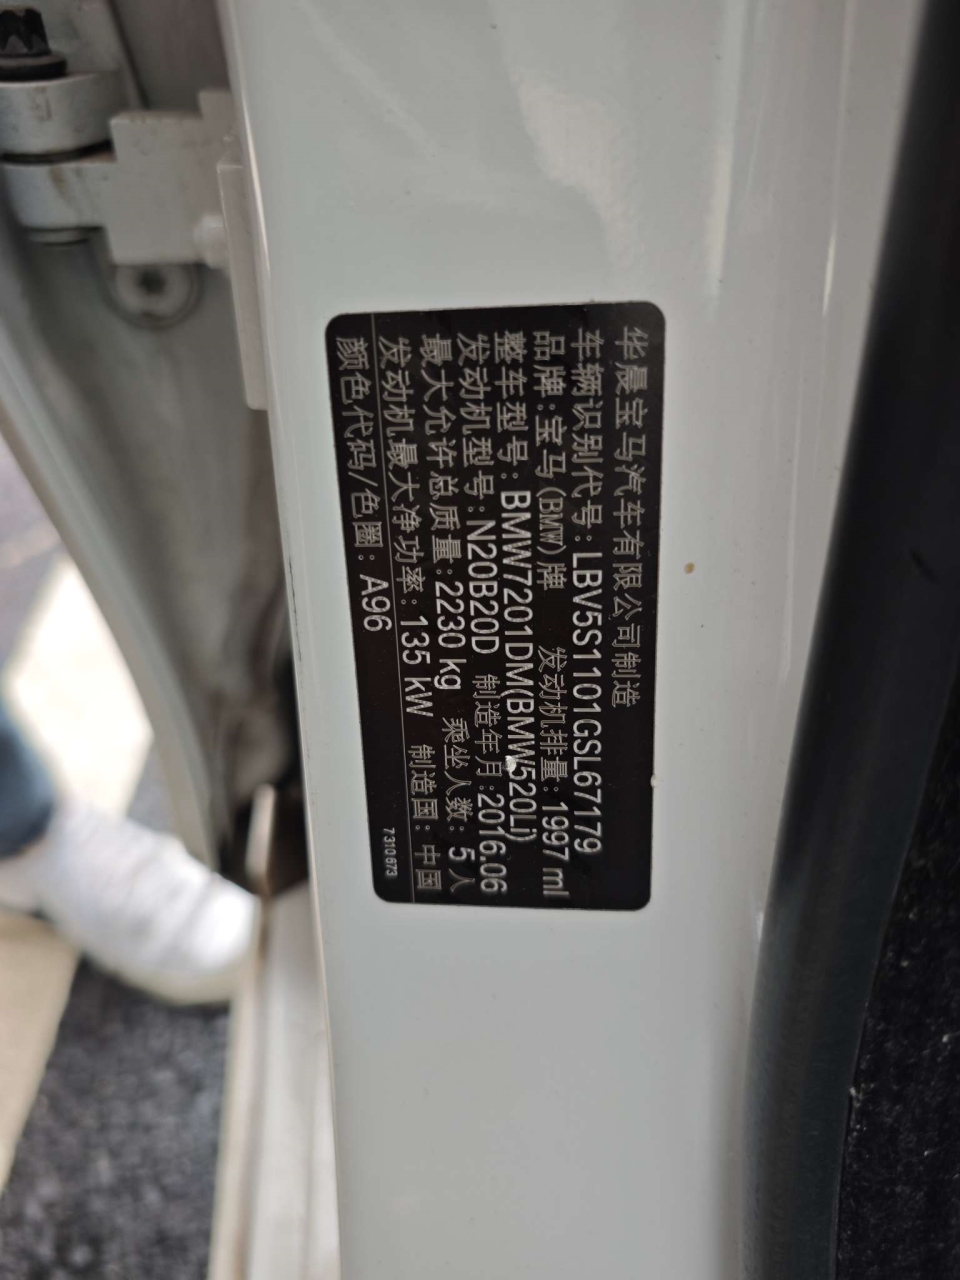 华晨宝马汽车有限公司制造
车辆识别代号:LBV5S1101GSL67179
品牌:宝马(BMW)牌 发动机排量:1997 ml
整车型号:BMW7201DM(BMW520Li)
发动机型号:N20B20D 制造年月:2016.06
最大允许总质量:2230 kg 乘坐人数: 5 人
发动机最大净功率: 135 kW 制造国: 中国
颜色代码/色圈: A96 7310673